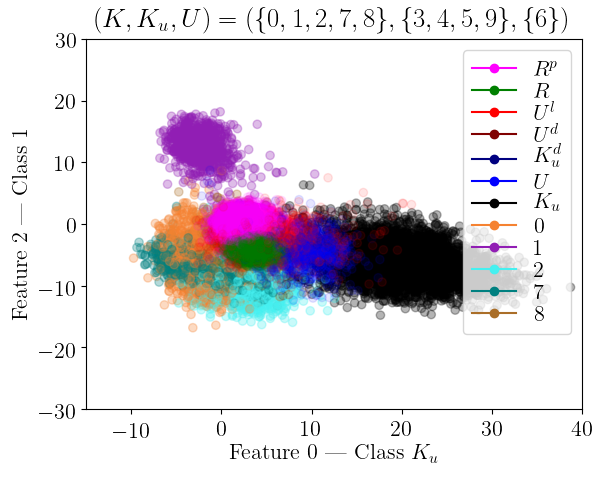 (K, K_u, U) = ({0, 1, 2, 7, 8}, {3, 4, 5, 9}, {6})
30
20
10
0
−10
−20
−30
Feature 2 — Class 1
R^p
R
U^l
U^d
K_u^d
U
K_u
0
1
2
7
8
−10
0
10
20
30
40
Feature 0 — Class K_u